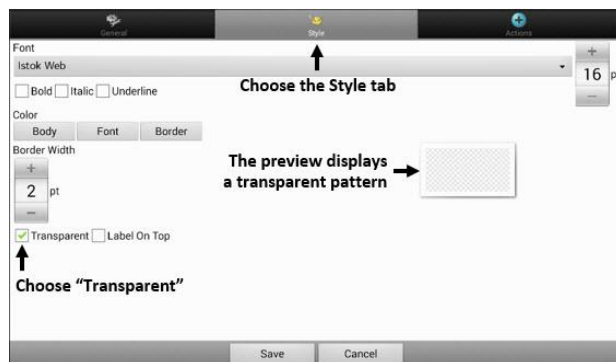 General
Style
Actions
Font
Istok Web
16 p
Choose the Style tab
Bold Italic Underline
Color
Body Font Border
Border Width
2 pt
The preview displays
a transparent pattern
Transparent Label On Top
Choose “Transparent”
Save Cancel